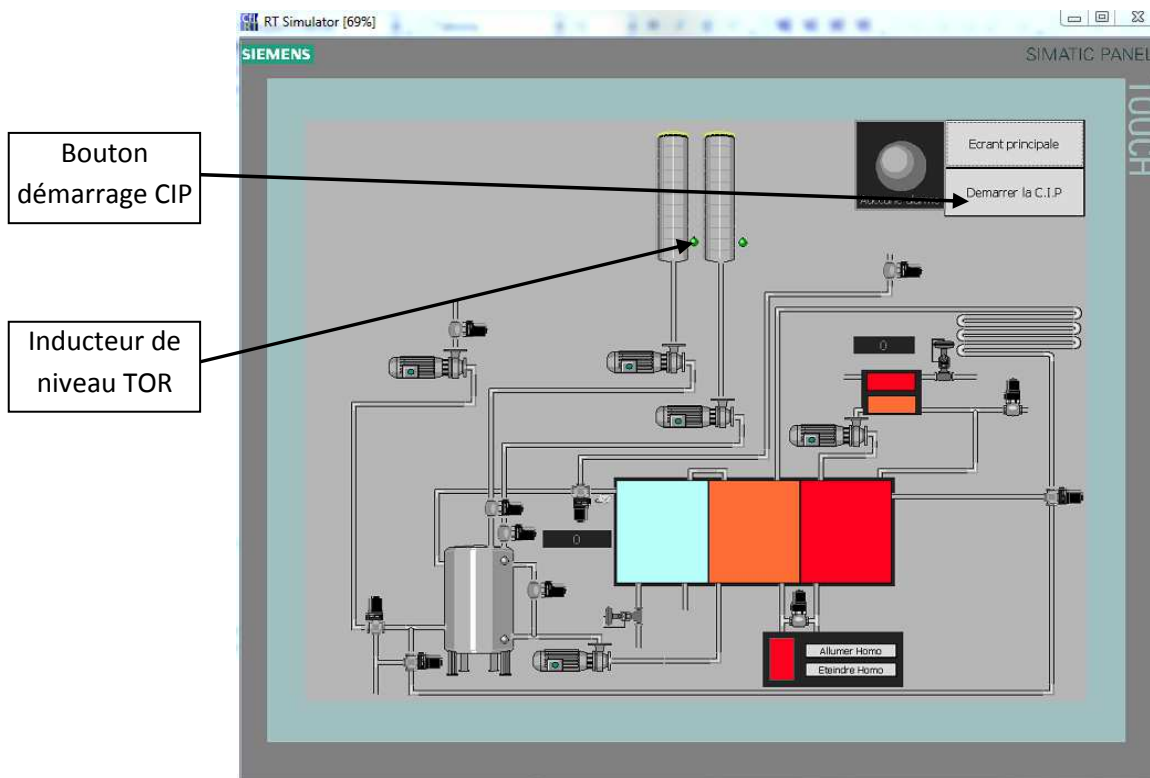 RT Simulator [69%]
SIEMENS
SIMATIC PANEL
TOUCH
Bouton
démarrage CIP
Ecrant principale
Demarrer la C.I.P
Inducteur de
niveau TOR
0
0
Allumer Homo
Eteindre Homo